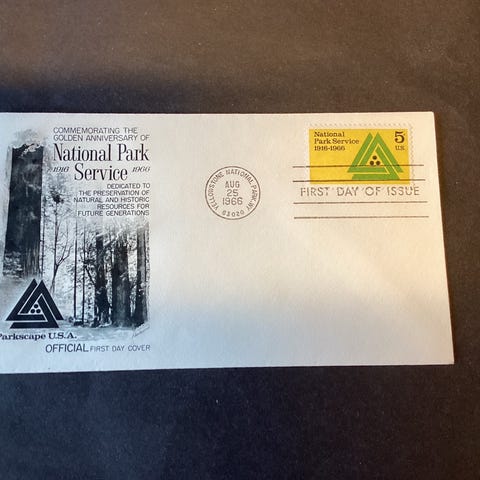 COMMEMORATING THE
GOLDEN ANNIVERSARY OF
National Park
1916 Service 1966
DEDICATED TO
THE PRESERVATION OF
NATURAL AND HISTORIC
RESOURCES FOR
FUTURE GENERATIONS
Parkscape U.S.A.
OFFICIAL FIRST DAY COVER
YELLOWSTONE NATIONAL PARK, WY
82020
AUG
25
1966
National
Park Service
1916-1966
5c
U.S.
FIRST DAY OF ISSUE